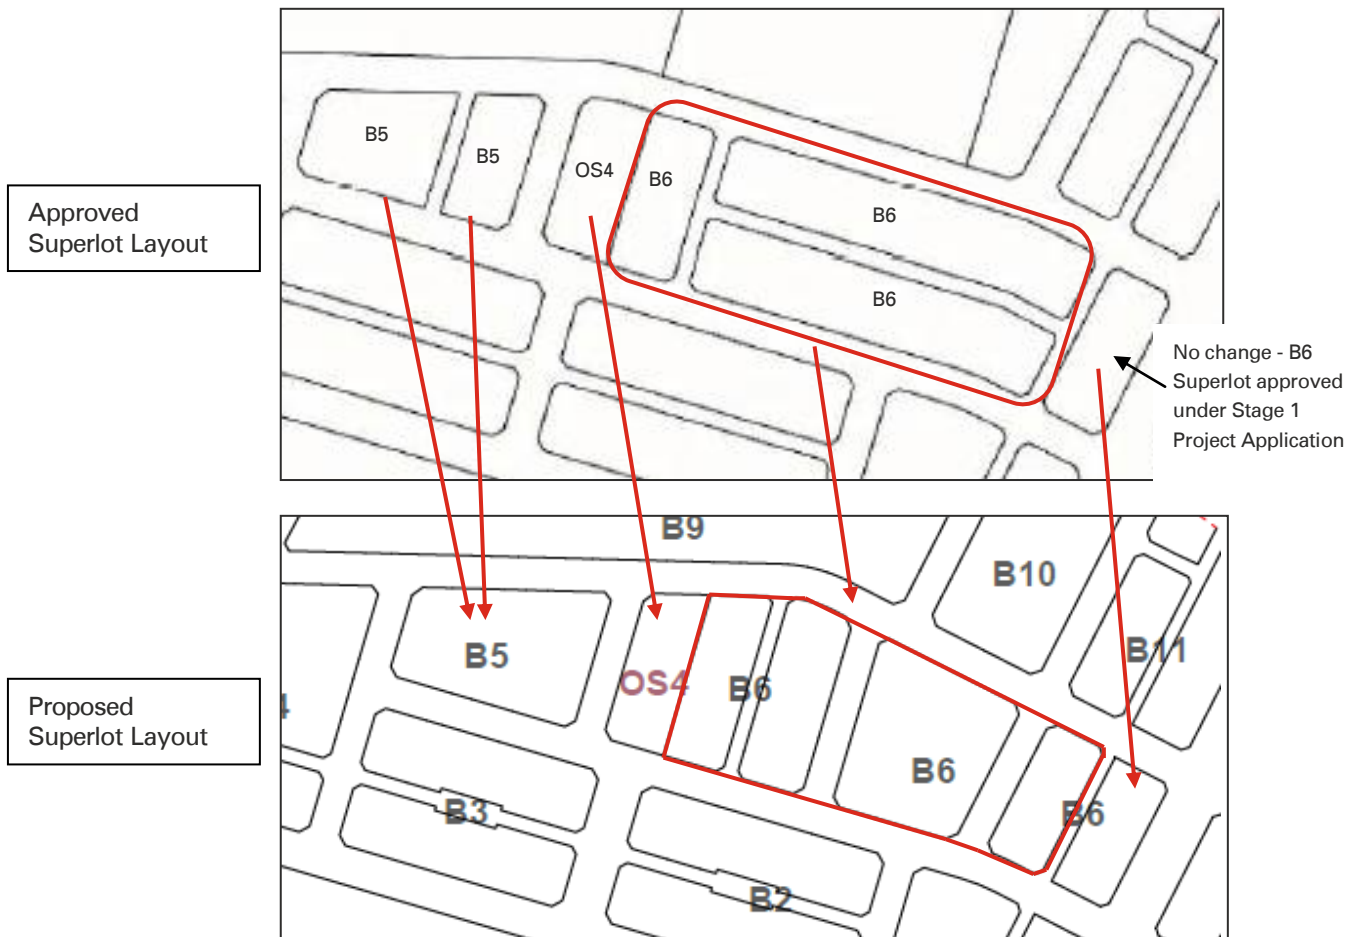 B5
B5
OS4
B6
B6
B6
Approved
Superlot Layout
No change - B6
Superlot approved
under Stage 1
Project Application
B9
B10
B11
B5
OS4
B6
B6
B6
4
Proposed
Superlot Layout
B3
B2